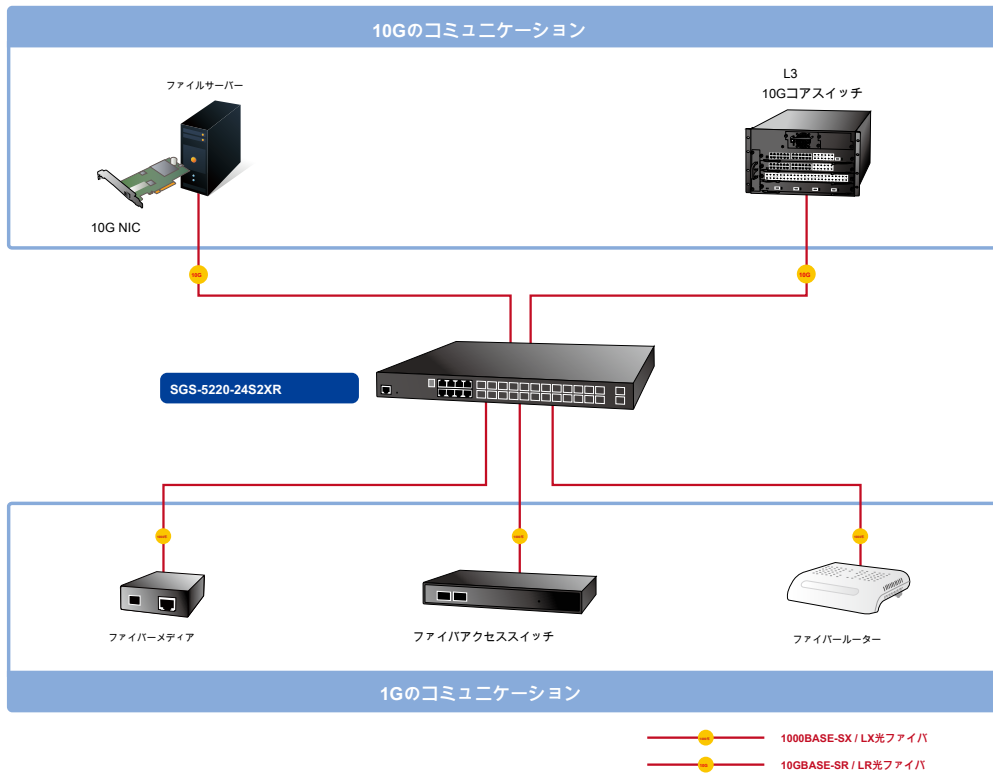 10Gのコミュニケーション
ファイルサーバー
L3
10Gコアスイッチ
10G NIC
10G
10G
SGS-5220-24S2XR
ファイバーメディア
ファイバアクセススイッチ
ファイバールーター
1Gのコミュニケーション
1000BASE-SX / LX光ファイバ
10G
10GBASE-SR / LR光ファイバ